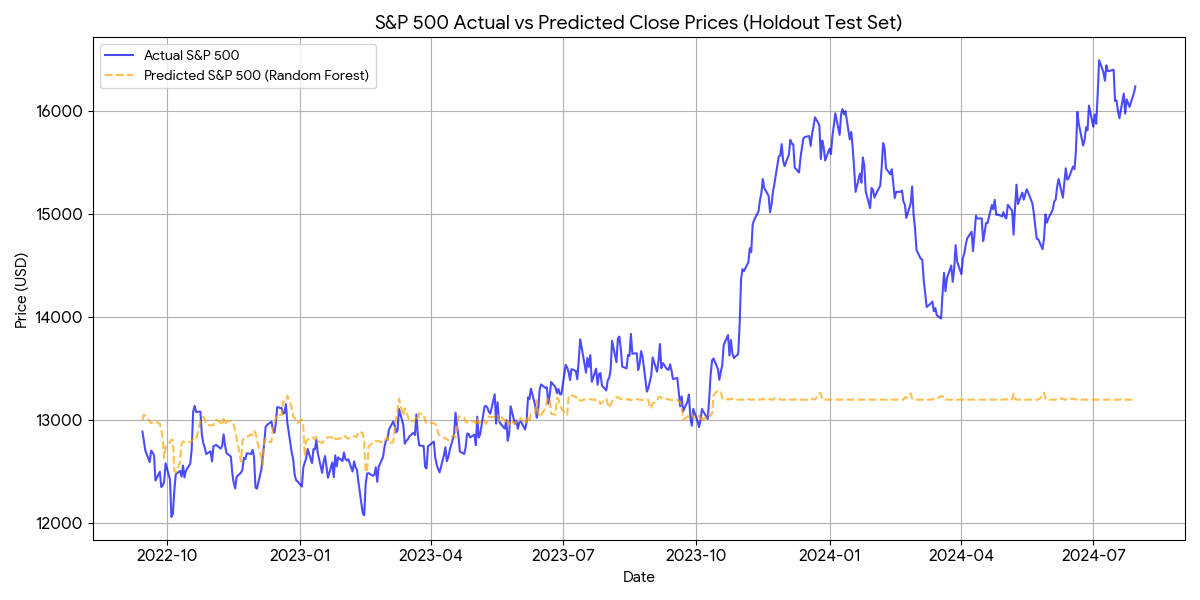 S&P 500 Actual vs Predicted Close Prices (Holdout Test Set)
Actual S&P 500
Predicted S&P 500 (Random Forest)
Price (USD)
16000
15000
14000
13000
12000
2022-10
2023-01
2023-04
2023-07
2023-10
2024-01
2024-04
2024-07
Date